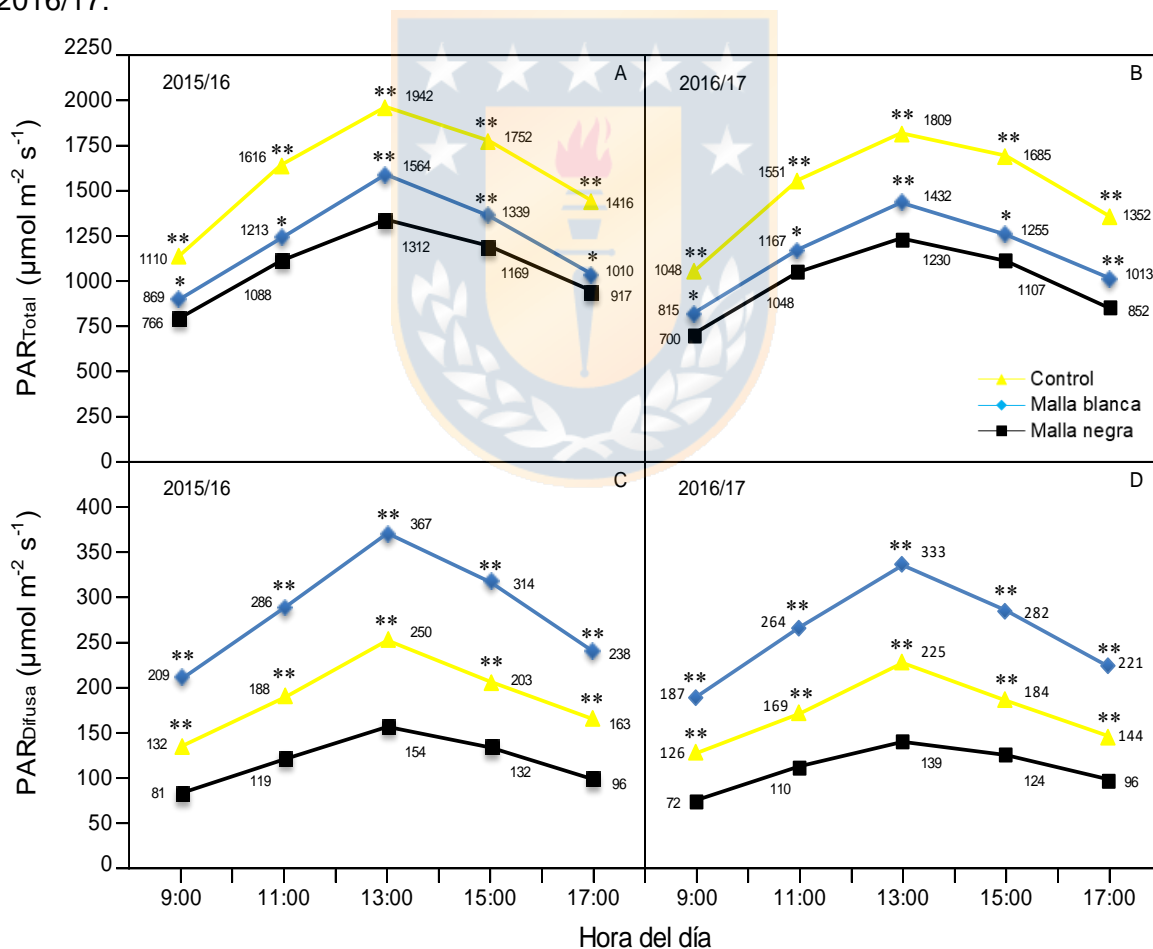 2016/17.
2015/16
A
2016/17
B
PARTotal (µmol m-2 s-1)
2250
2000
1750
1500
1250
1000
750
500
250
0
** ** ** ** **
1110 1616 1942 1752 1416
* * ** ** *
869 1213 1564 1339 1010
766 1088 1312 1169 917
** ** ** ** **
1048 1551 1809 1685 1352
* * ** * **
815 1167 1432 1255 1013
700 1048 1230 1107 852
Control
Malla blanca
Malla negra
2015/16
C
2016/17
D
PARDifusa (µmol m-2 s-1)
400
350
300
250
200
150
100
50
0
** ** ** ** **
209 286 367 314 238
** ** ** ** **
132 188 250 203 163
81 119 154 132 96
** ** ** ** **
187 264 333 282 221
** ** ** ** **
126 169 225 184 144
72 110 139 124 96
9:00 11:00 13:00 15:00 17:00
9:00 11:00 13:00 15:00 17:00
Hora del día